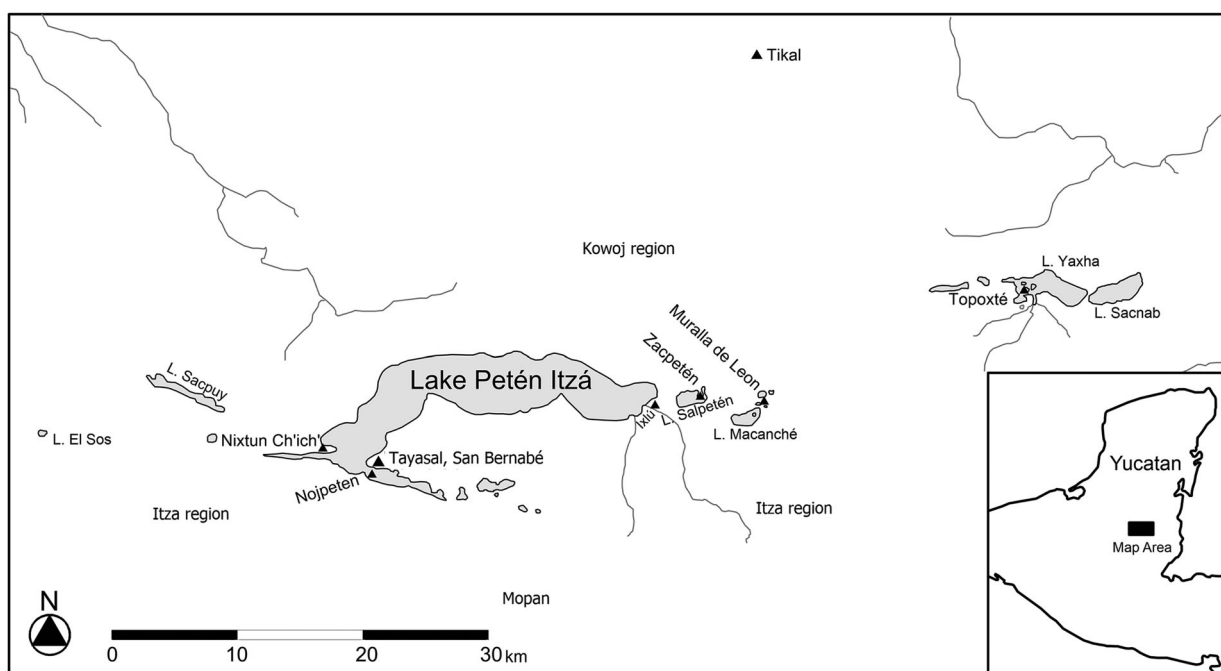 Tikal
Kowoj region
L. Yaxha
Topoxté
L. Sacnab
Muralla de Leon
Zacpetén
L. Sacpuy
Lake Petén Itzá
Ixlú
L. Salpetén
L. Macanché
L. El Sos
Nixtun Ch'ich'
Tayasal, San Bernabé
Nojpeten
Itza region
Itza region
Mopan
Yucatan
Map Area
N
0 10 20 30 km